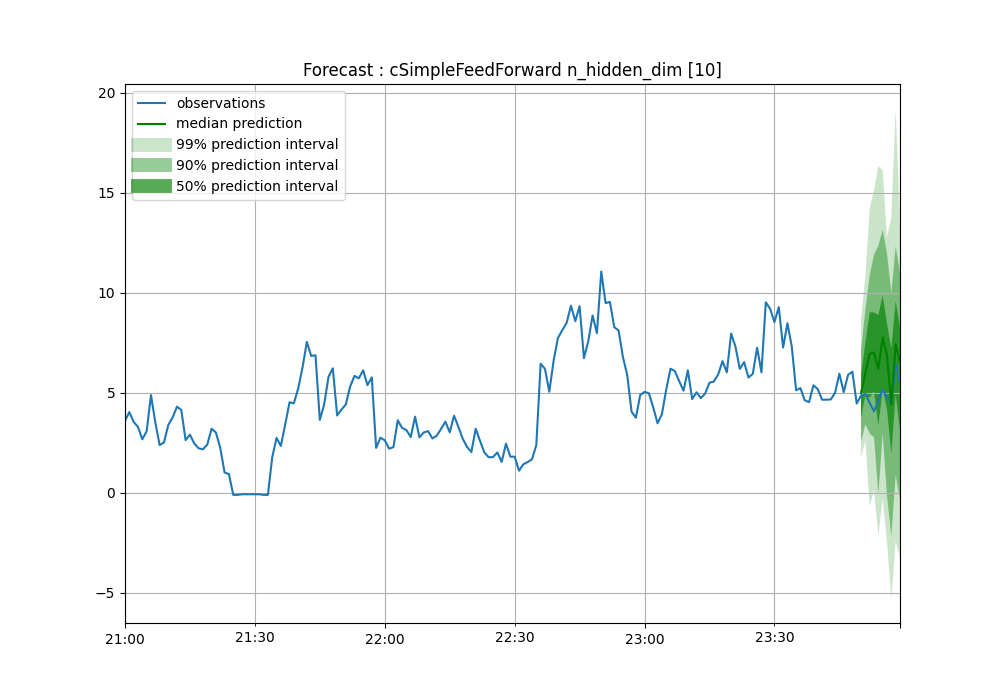 Forecast : cSimpleFeedForward n_hidden_dim [10]
observations
median prediction
99% prediction interval
90% prediction interval
50% prediction interval
20
15
10
5
0
−5
21:00 21:30 22:00 22:30 23:00 23:30